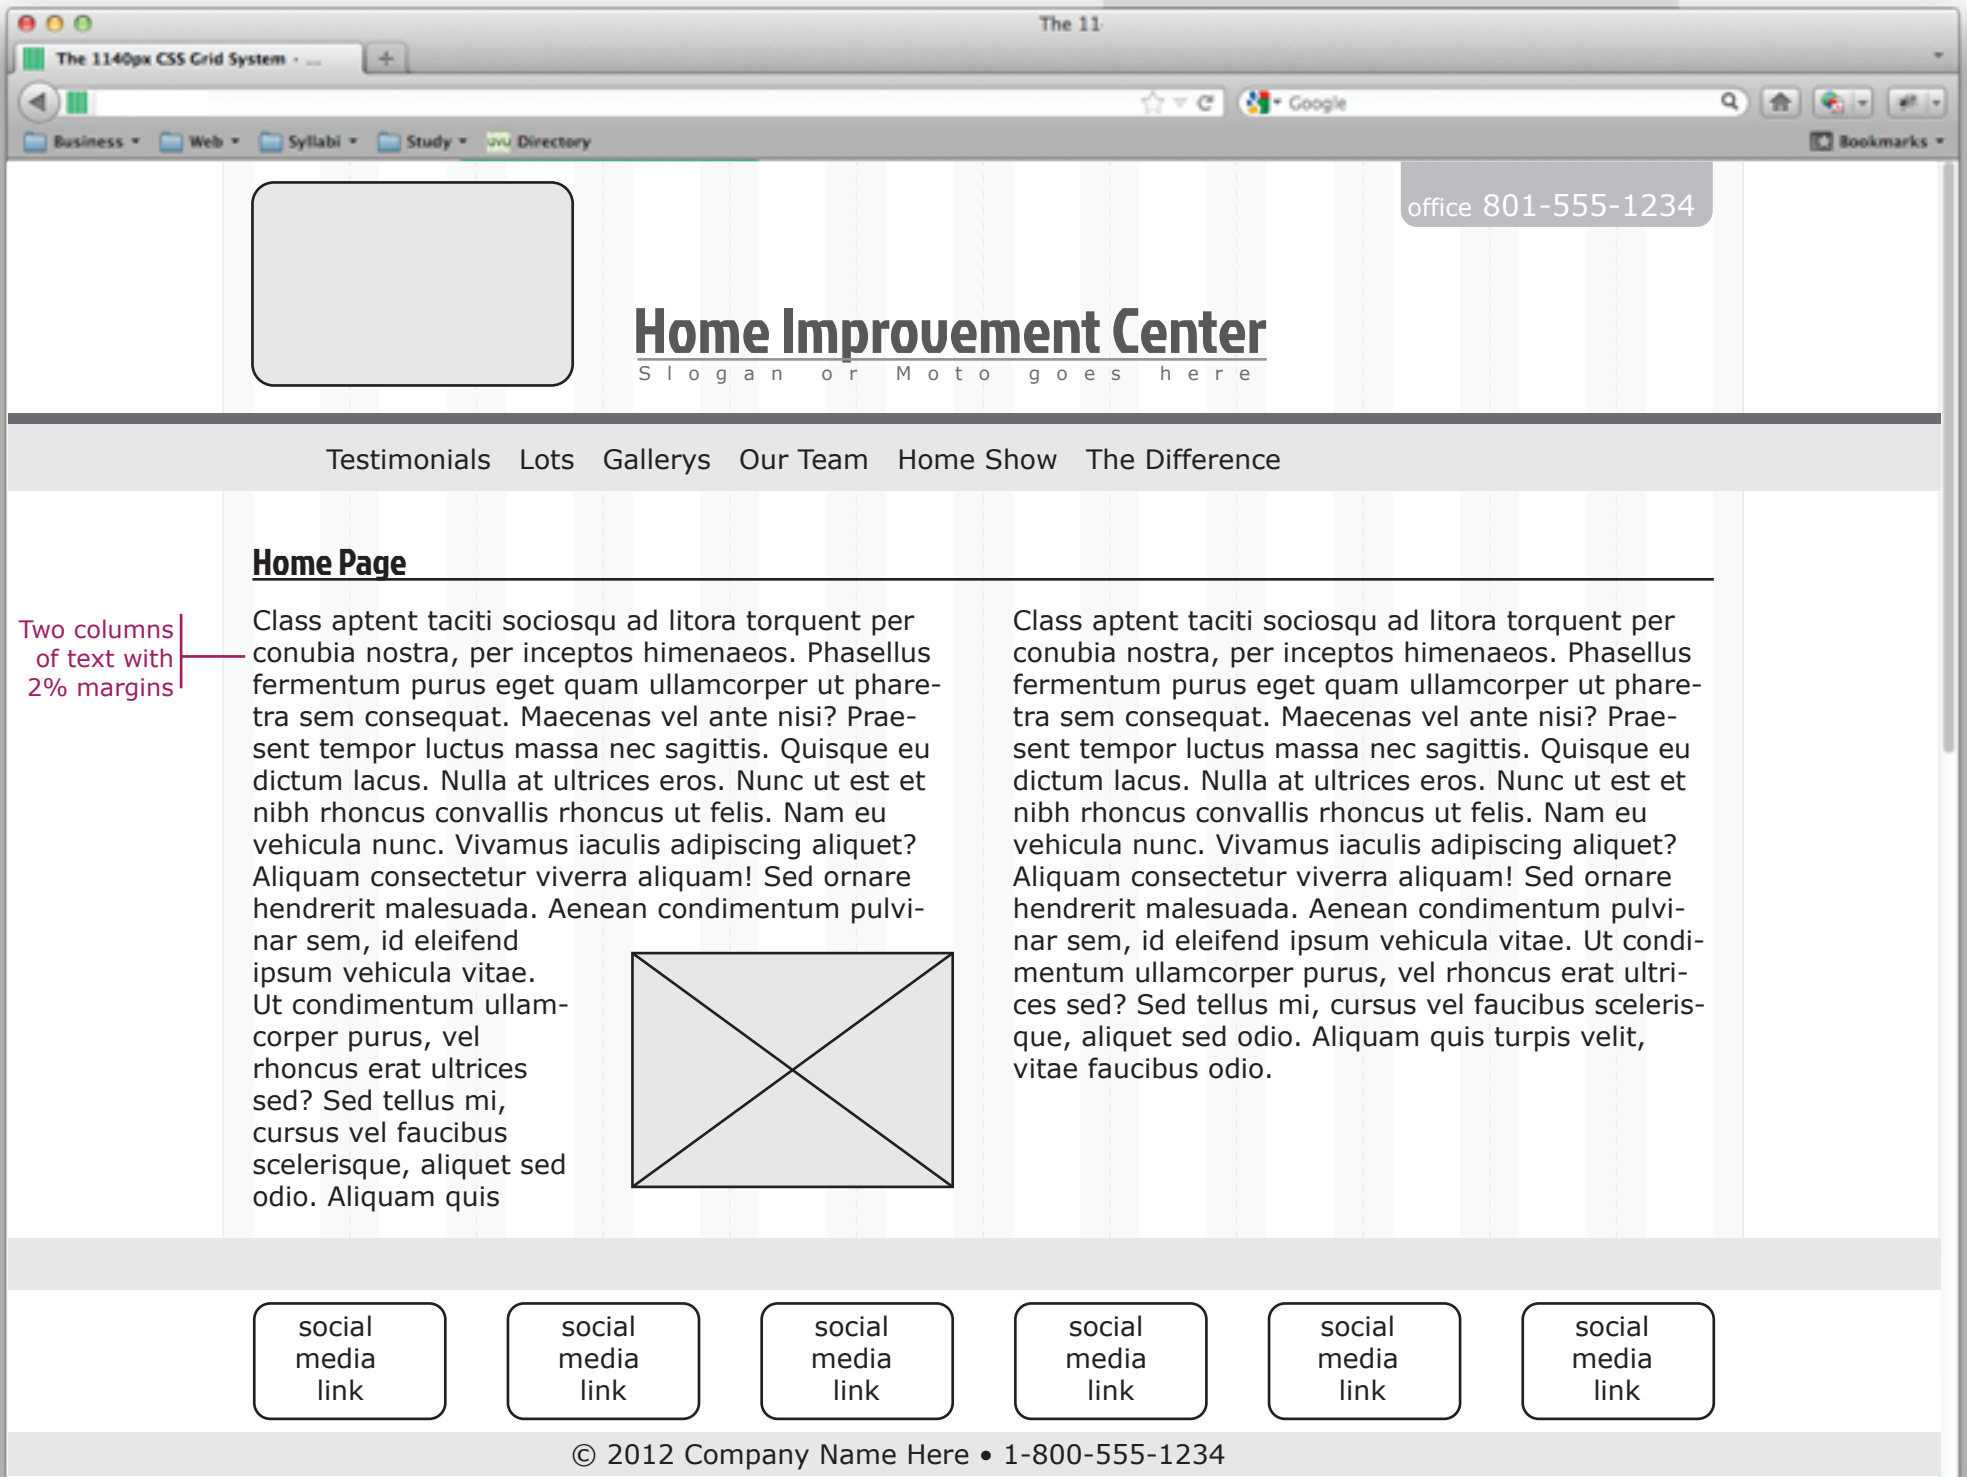 The 11
The 1140px CSS Grid System - ...
Google
Business Web Syllabi Study uvu Directory Bookmarks
office 801-555-1234
Home Improvement Center
Slogan or Moto goes here
Testimonials Lots Gallerys Our Team Home Show The Difference
Home Page
Two columns
of text with
2% margins
Class aptent taciti sociosqu ad litora torquent per
conubia nostra, per inceptos himenaeos. Phasellus
fermentum purus eget quam ullamcorper ut phare-
tra sem consequat. Maecenas vel ante nisi? Prae-
sent tempor luctus massa nec sagittis. Quisque eu
dictum lacus. Nulla at ultrices eros. Nunc ut est et
nibh rhoncus convallis rhoncus ut felis. Nam eu
vehicula nunc. Vivamus iaculis adipiscing aliquet?
Aliquam consectetur viverra aliquam! Sed ornare
hendrerit malesuada. Aenean condimentum pulvi-
nar sem, id eleifend
ipsum vehicula vitae.
Ut condimentum ullam-
corper purus, vel
rhoncus erat ultrices
sed? Sed tellus mi,
cursus vel faucibus
scelerisque, aliquet sed
odio. Aliquam quis
Class aptent taciti sociosqu ad litora torquent per
conubia nostra, per inceptos himenaeos. Phasellus
fermentum purus eget quam ullamcorper ut phare-
tra sem consequat. Maecenas vel ante nisi? Prae-
sent tempor luctus massa nec sagittis. Quisque eu
dictum lacus. Nulla at ultrices eros. Nunc ut est et
nibh rhoncus convallis rhoncus ut felis. Nam eu
vehicula nunc. Vivamus iaculis adipiscing aliquet?
Aliquam consectetur viverra aliquam! Sed ornare
hendrerit malesuada. Aenean condimentum pulvi-
nar sem, id eleifend ipsum vehicula vitae. Ut condi-
mentum ullamcorper purus, vel rhoncus erat ultri-
ces sed? Sed tellus mi, cursus vel faucibus sceleris-
que, aliquet sed odio. Aliquam quis turpis velit,
vitae faucibus odio.
social
media
link
social
media
link
social
media
link
social
media
link
social
media
link
social
media
link
© 2012 Company Name Here • 1-800-555-1234